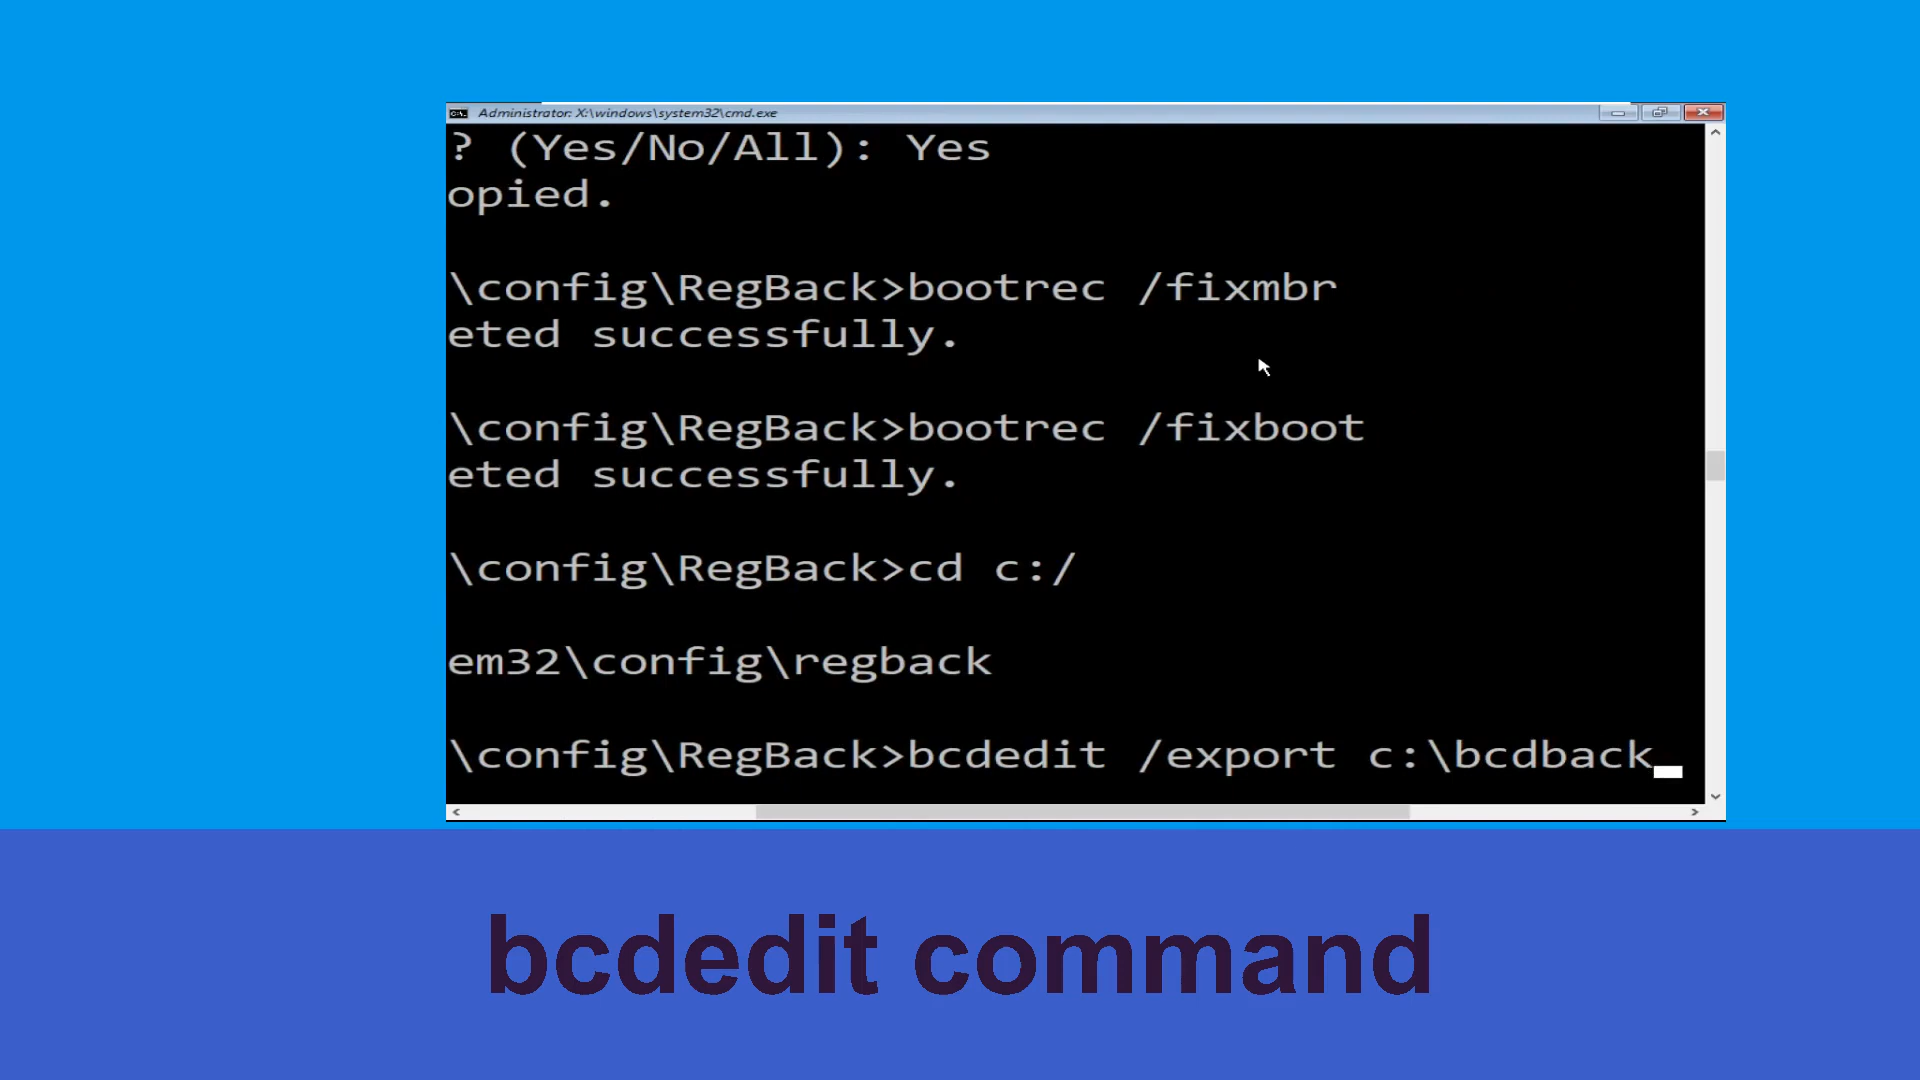 Administrator: X:\windows\system32\cmd.exe
? (Yes/No/All): Yes
opied.
\config\RegBack>bootrec /fixmbr
eted successfully.
\config\RegBack>bootrec /fixboot
eted successfully.
\config\RegBack>cd c:/
em32\config\regback
\config\RegBack>bcdedit /export c:\bcdback
bcdedit command